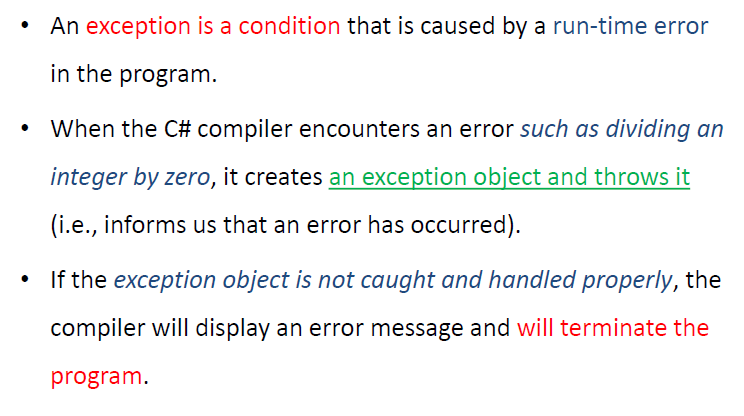 • An exception is a condition that is caused by a run-time error
in the program.
• When the C# compiler encounters an error such as dividing an
integer by zero, it creates an exception object and throws it
(i.e., informs us that an error has occurred).
• If the exception object is not caught and handled properly, the
compiler will display an error message and will terminate the
program.